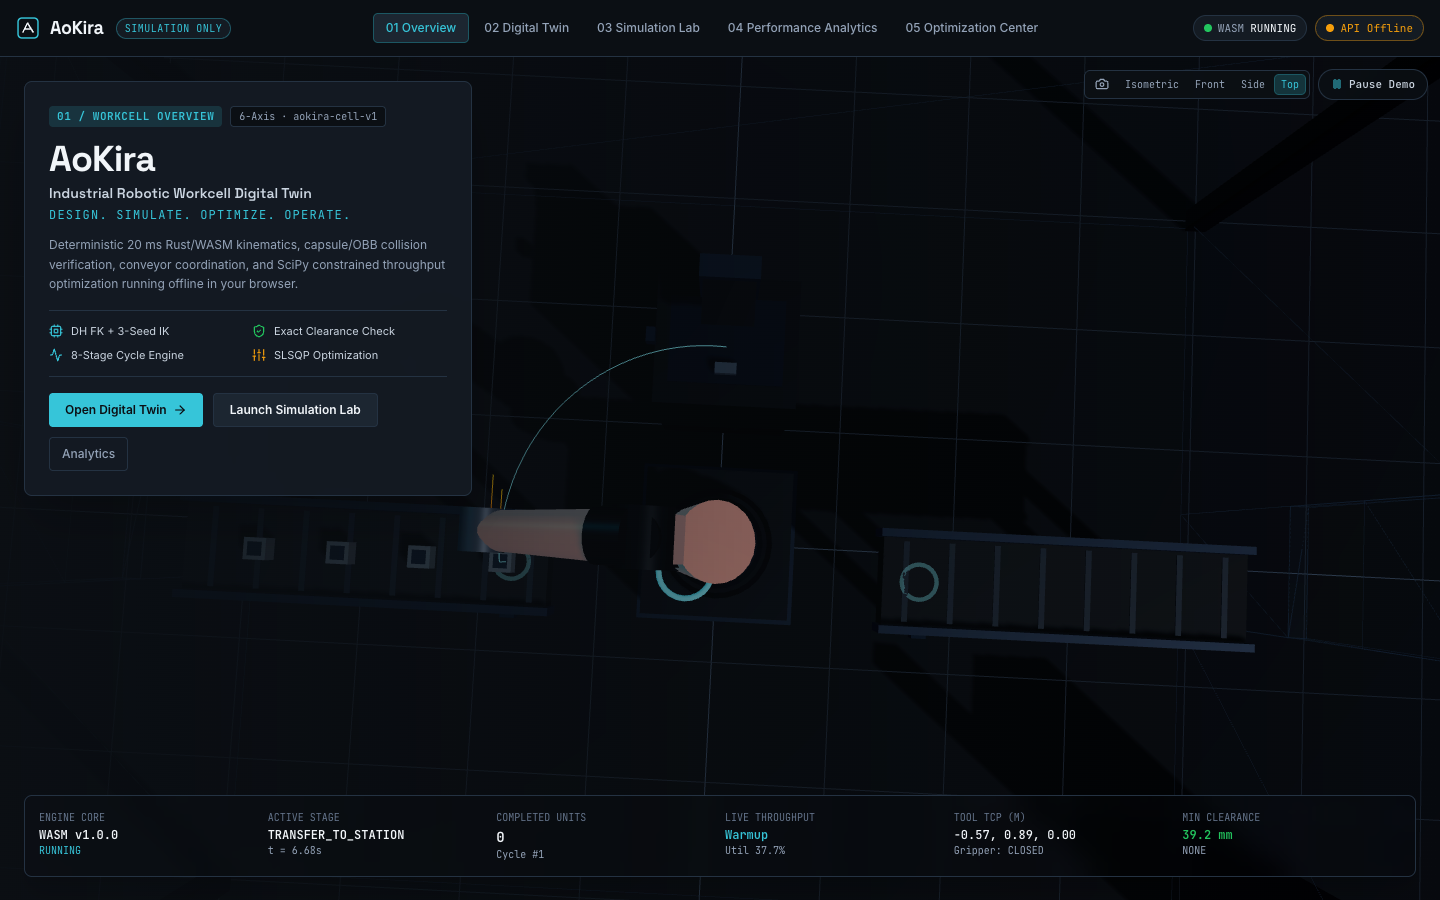 AoKira
SIMULATION ONLY
01 Overview
02 Digital Twin
03 Simulation Lab
04 Performance Analytics
05 Optimization Center
WASM RUNNING
API Offline
Isometric
Front
Side
Top
Pause Demo
01 / WORKCELL OVERVIEW
6-Axis · aokira-cell-v1
AoKira
Industrial Robotic Workcell Digital Twin
DESIGN. SIMULATE. OPTIMIZE. OPERATE.
Deterministic 20 ms Rust/WASM kinematics, capsule/OBB collision
verification, conveyor coordination, and SciPy constrained throughput
optimization running offline in your browser.
DH FK + 3-Seed IK
Exact Clearance Check
8-Stage Cycle Engine
SLSQP Optimization
Open Digital Twin →
Launch Simulation Lab
Analytics
ENGINE CORE
WASM v1.0.0
RUNNING
ACTIVE STAGE
TRANSFER_TO_STATION
t = 6.68s
COMPLETED UNITS
0
Cycle #1
LIVE THROUGHPUT
Warmup
Util 37.7%
TOOL TCP (M)
-0.57, 0.89, 0.00
Gripper: CLOSED
MIN CLEARANCE
39.2 mm
NONE